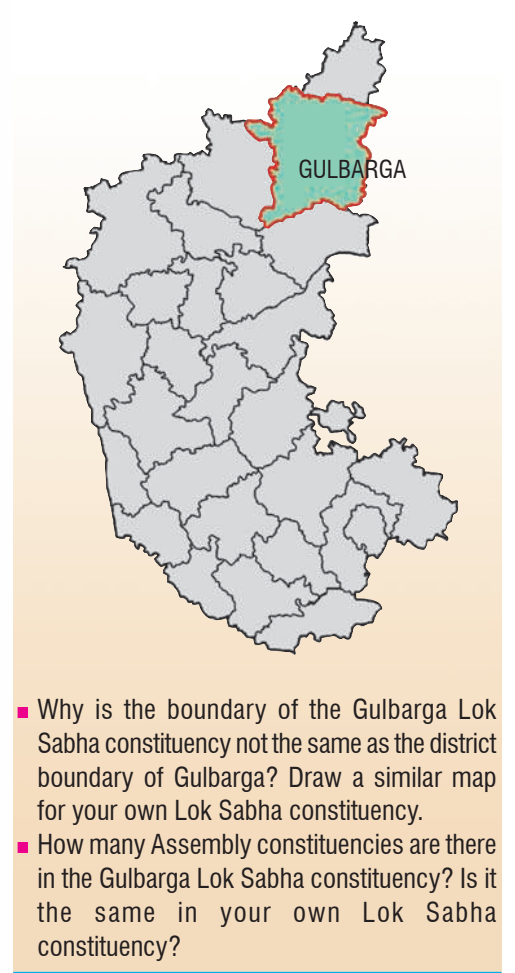 GULBARGA
■ Why is the boundary of the Gulbarga Lok
Sabha constituency not the same as the district
boundary of Gulbarga? Draw a similar map
for your own Lok Sabha constituency.
■ How many Assembly constituencies are there
in the Gulbarga Lok Sabha constituency? Is it
the same in your own Lok Sabha
constituency?